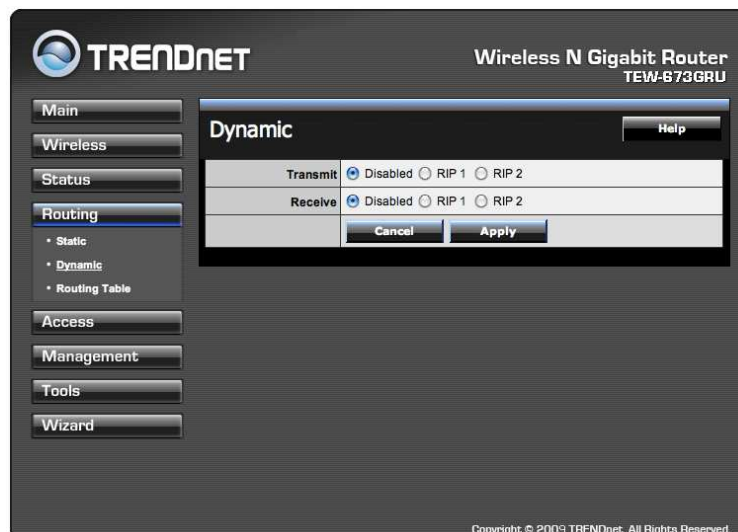 TRENDNET
Wireless N Gigabit Router
TEW-673GRU
Main
Wireless
Status
Routing
• Static
• Dynamic
• Routing Table
Access
Management
Tools
Wizard
Dynamic
Help
Transmit Disabled RIP 1 RIP 2
Receive Disabled RIP 1 RIP 2
Cancel Apply
Copyright © 2009 TRENDnet. All Rights Reserved.